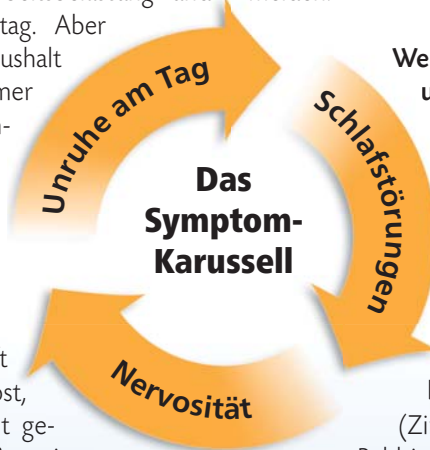 tag. Aber
ushalt
mer
We
u
Unruhe am Tag
Schlafstörungen
Das
Symptom-
Karussell
Nervosität
t
ost,
t ge-
(Zi